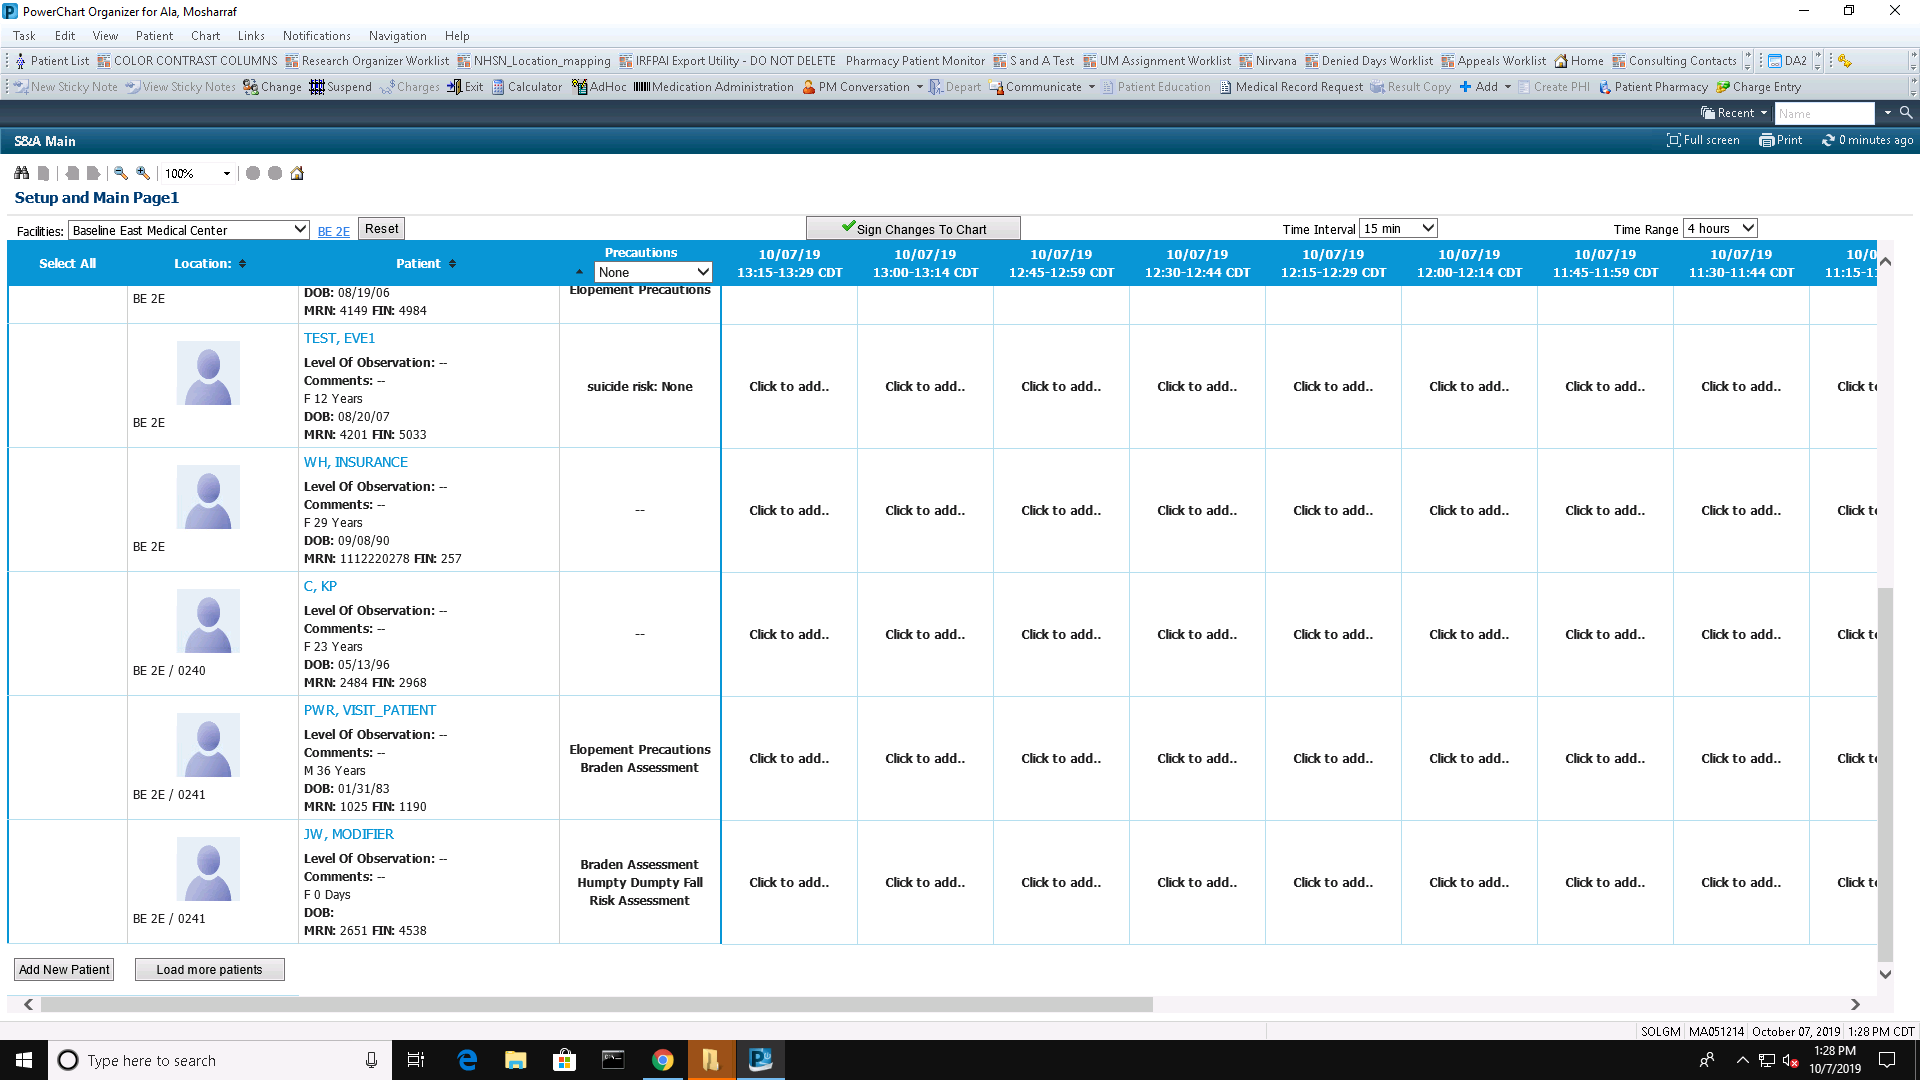 PowerChart Organizer for Ala, Mosharraf
Task Edit View Patient Chart Links Notifications Navigation Help
Patient List COLOR CONTRAST COLUMNS Research Organizer Worklist NHSN_Location_mapping IRFPAI Export Utility - DO NOT DELETE Pharmacy Patient Monitor S and A Test UM Assignment Worklist Nirvana Denied Days Worklist Appeals Worklist Home Consulting Contacts DA2
New Sticky Note View Sticky Notes Change Suspend Charges Exit Calculator AdHoc Medication Administration PM Conversation Depart Communicate Patient Education Medical Record Request Result Copy Add Create PHI Patient Pharmacy Charge Entry
Recent Name
S&A Main Full screen Print 0 minutes ago
100%
Setup and Main Page1
Facilities: Baseline East Medical Center BE 2E Reset Sign Changes To Chart Time Interval 15 min Time Range 4 hours
Select All Location: Patient Precautions None
10/07/19 10/07/19 10/07/19 10/07/19 10/07/19 10/07/19 10/07/19 10/07/19 10/0
13:15-13:29 CDT 13:00-13:14 CDT 12:45-12:59 CDT 12:30-12:44 CDT 12:15-12:29 CDT 12:00-12:14 CDT 11:45-11:59 CDT 11:30-11:44 CDT 11:15-1
BE 2E
DOB: 08/19/06
MRN: 4149 FIN: 4984
Elopement Precautions
BE 2E
TEST, EVE1
Level Of Observation: --
Comments: --
F 12 Years
DOB: 08/20/07
MRN: 4201 FIN: 5033
suicide risk: None
Click to add.. Click to add.. Click to add.. Click to add.. Click to add.. Click to add.. Click to add.. Click to add.. Click t
BE 2E
WH, INSURANCE
Level Of Observation: --
Comments: --
F 29 Years
DOB: 09/08/90
MRN: 1112220278 FIN: 257
--
Click to add.. Click to add.. Click to add.. Click to add.. Click to add.. Click to add.. Click to add.. Click to add.. Click t
BE 2E / 0240
C, KP
Level Of Observation: --
Comments: --
F 23 Years
DOB: 05/13/96
MRN: 2484 FIN: 2968
--
Click to add.. Click to add.. Click to add.. Click to add.. Click to add.. Click to add.. Click to add.. Click to add.. Click t
BE 2E / 0241
PWR, VISIT_PATIENT
Level Of Observation: --
Comments: --
M 36 Years
DOB: 01/31/83
MRN: 1025 FIN: 1190
Elopement Precautions
Braden Assessment
Click to add.. Click to add.. Click to add.. Click to add.. Click to add.. Click to add.. Click to add.. Click to add.. Click t
BE 2E / 0241
JW, MODIFIER
Level Of Observation: --
Comments: --
F 0 Days
DOB:
MRN: 2651 FIN: 4538
Braden Assessment
Humpty Dumpty Fall
Risk Assessment
Click to add.. Click to add.. Click to add.. Click to add.. Click to add.. Click to add.. Click to add.. Click to add.. Click t
Add New Patient Load more patients
SOLGM MA051214 October 07, 2019 1:28 PM CDT
Type here to search
1:28 PM
10/7/2019